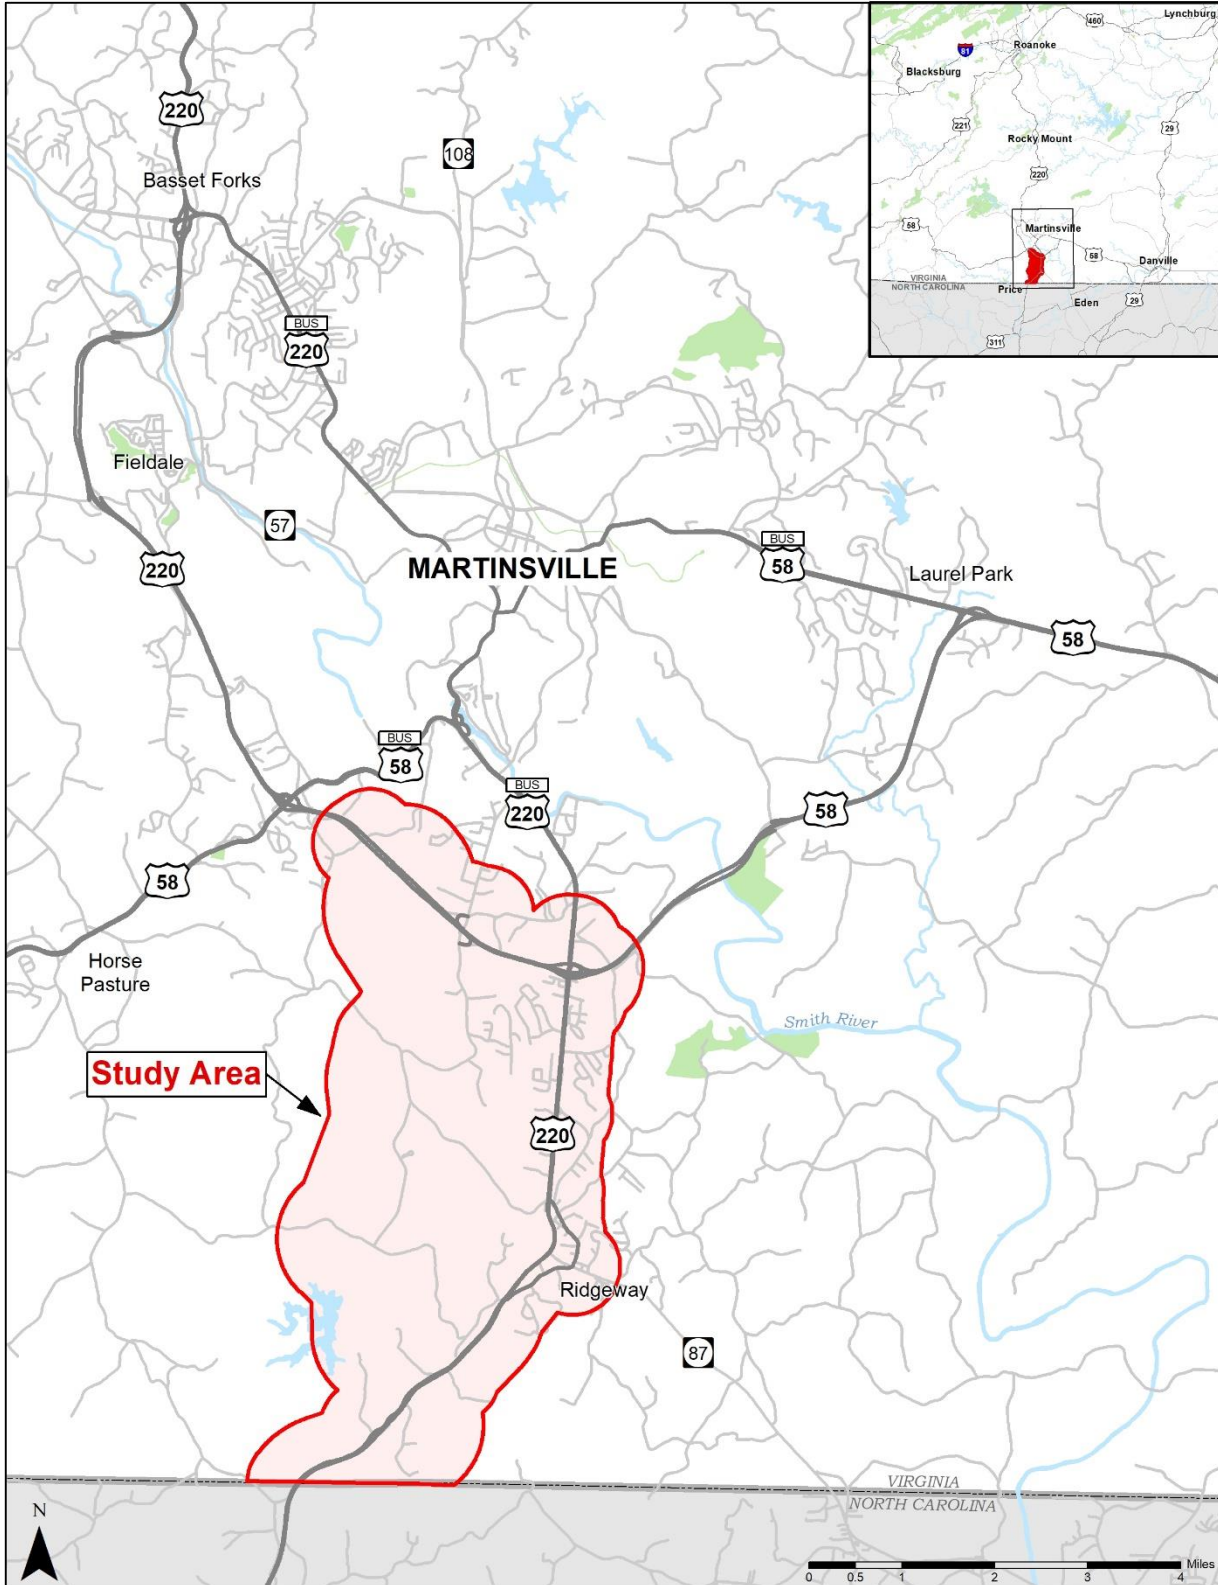 220
Basset Forks
108
BUS
220
Fieldale
57
220
MARTINSVILLE
BUS
58
Laurel Park
58
BUS
58
BUS
220
58
58
Horse
Pasture
Smith River
Study Area
220
Ridgeway
87
VIRGINIA
NORTH CAROLINA
N
Miles
0 0.5 1 2 3 4
Lynchburg
460
Roanoke
81
Blacksburg
221
29
Rocky Mount
220
58
Martinsville
58
Danville
VIRGINIA
NORTH CAROLINA
Price
Eden
29
311